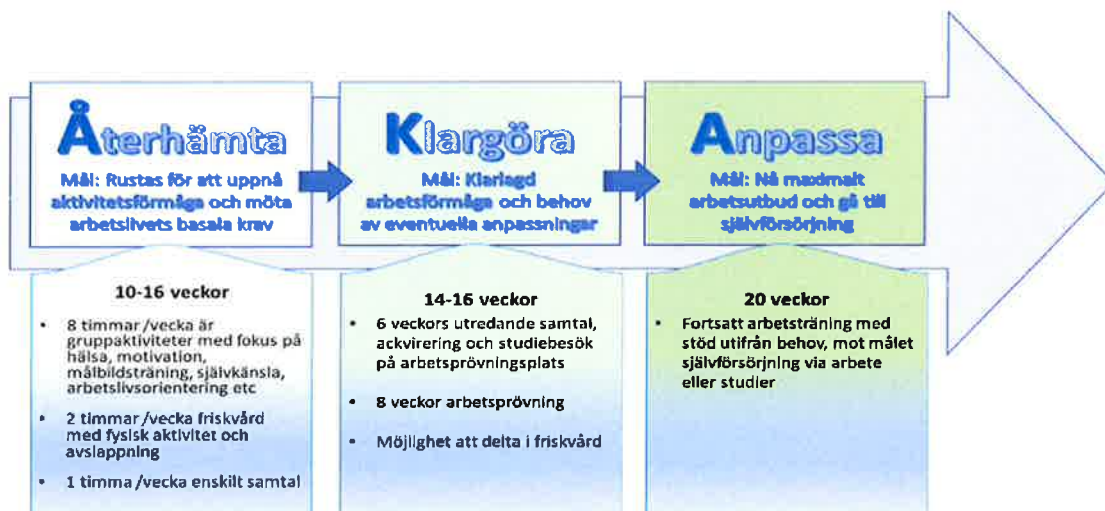 Återhämta
Mål: Rustas för att uppnå
aktivitetsförmåga och möta
arbetslivets basala krav
Klargöra
Mål: Klarlagd
arbetsförmåga och behov
av eventuella anpassningar
Anpassa
Mål: Nå maximalt
arbetsutbud och gå till
självförsörjning
10-16 veckor
• 8 timmar/vecka är
gruppaktiviteter med fokus på
hälsa, motivation,
målbildsträning, självkänsla,
arbetslivsorientering etc
• 2 timmar/vecka friskvård
med fysisk aktivitet och
avslappning
• 1 timma/vecka enskilt samtal
14-16 veckor
• 6 veckors utredande samtal,
ackvirering och studiebesök
på arbetsprövningsplats
• 8 veckor arbetsprövning
• Möjlighet att delta i friskvård
20 veckor
• Fortsatt arbetsträning med
stöd utifrån behov, mot målet
självförsörjning via arbete
eller studier